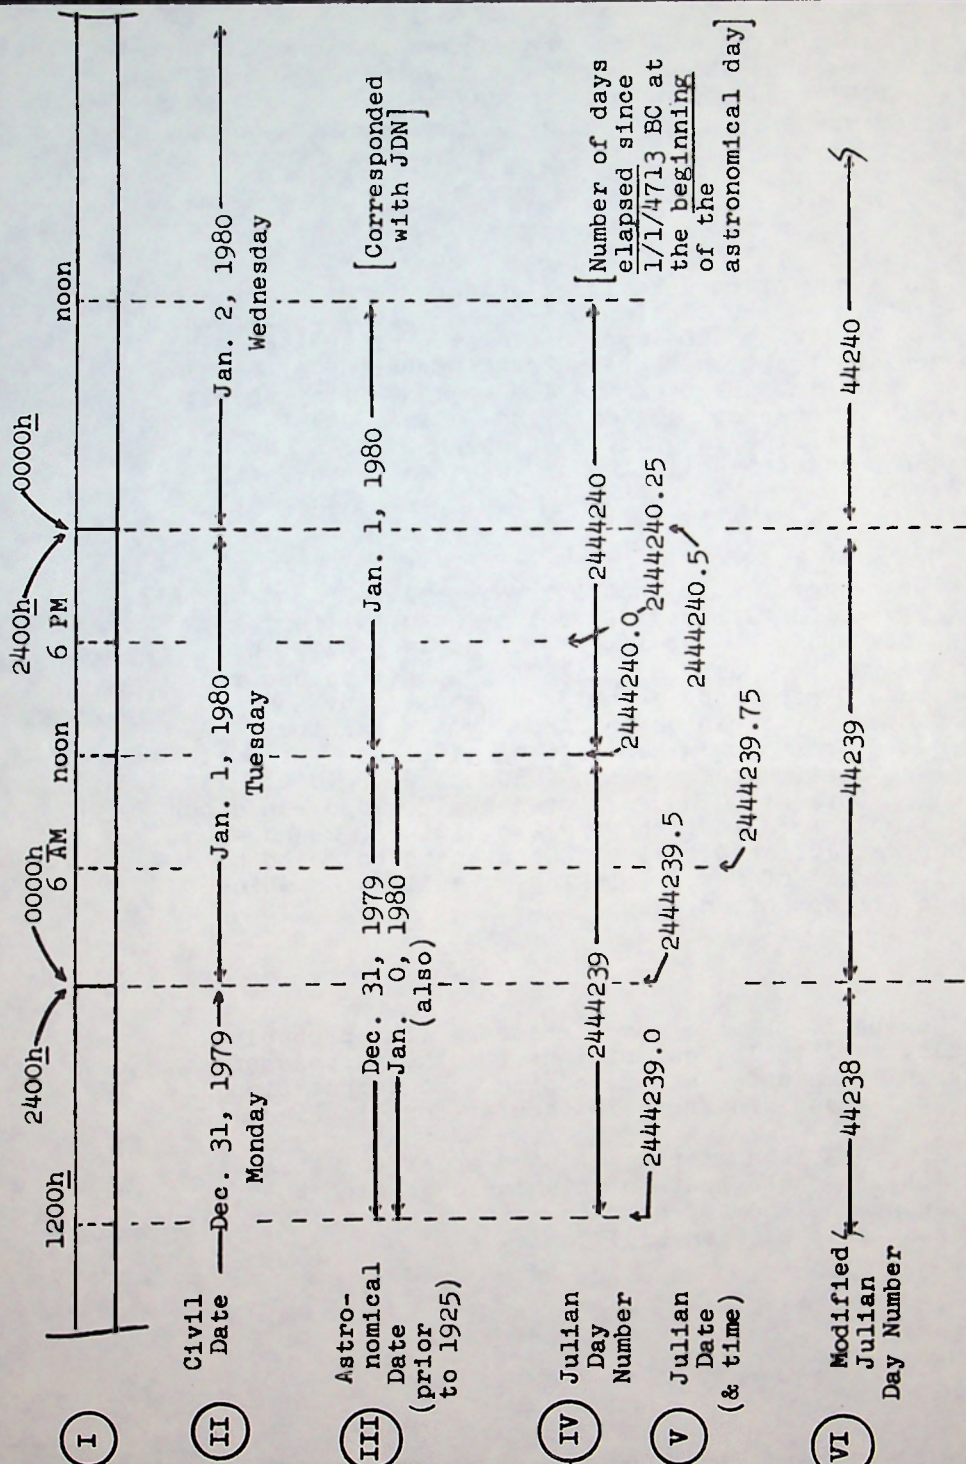 2400h 0000h 2400h 0000h
I 1200h 6 AM noon 6 PM noon
II Civil Date Dec. 31, 1979 Jan. 1, 1980 Jan. 2, 1980
Monday Tuesday Wednesday
III Astro-
nomical
Date
(prior
to 1925)
Dec. 31, 1979 Jan. 1, 1980
Jan. 0, 1980
(also)
[Corresponded
with JDN]
IV Julian
Day
Number
2444239 2444240
[Number of days
elapsed since
1/1/4713 BC at
the beginning
of the
astronomical day]
V Julian
Date
(& time)
2444239.0 2444239.5 2444239.75 2444240.0 2444240.25 2444240.5
VI Modified
Julian
Day Number
44238 44239 44240